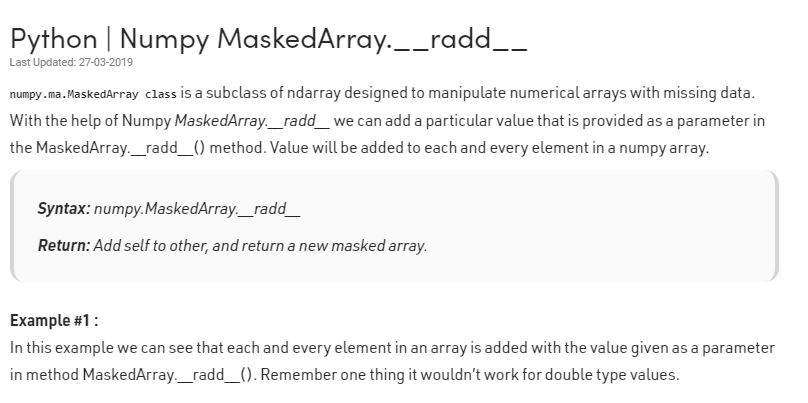 Python | Numpy MaskedArray.__radd__
Last Updated: 27-03-2019
numpy.ma.MaskedArray class is a subclass of ndarray designed to manipulate numerical arrays with missing data.
With the help of Numpy MaskedArray.__radd__ we can add a particular value that is provided as a parameter in
the MaskedArray.__radd__() method. Value will be added to each and every element in a numpy array.
Syntax: numpy.MaskedArray.__radd__
Return: Add self to other, and return a new masked array.
Example #1 :
In this example we can see that each and every element in an array is added with the value given as a parameter
in method MaskedArray.__radd__(). Remember one thing it wouldn't work for double type values.